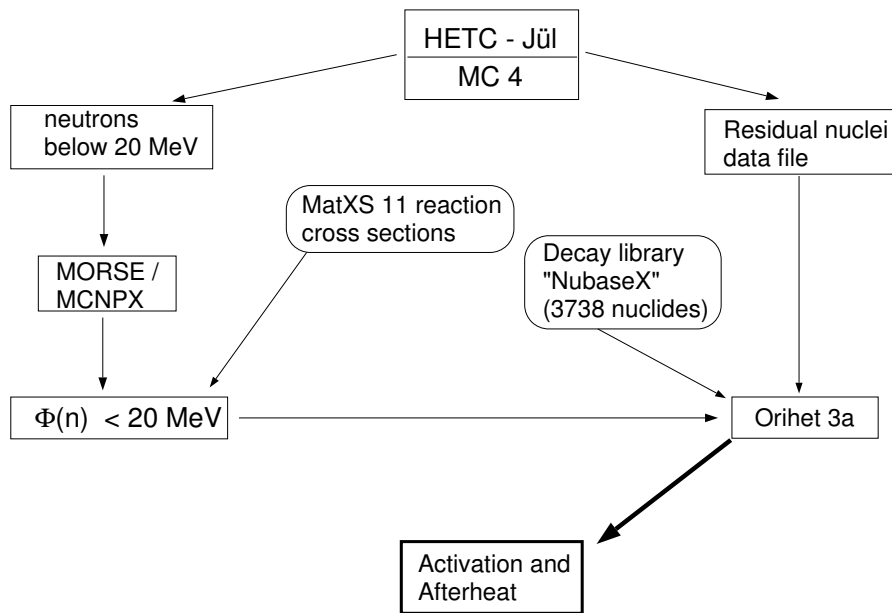 HETC - Jül
MC 4
neutrons
below 20 MeV
Residual nuclei
data file
MatXS 11 reaction
cross sections
Decay library
"NubaseX"
(3738 nuclides)
MORSE /
MCNPX
Φ(n) < 20 MeV
Orihet 3a
Activation and
Afterheat